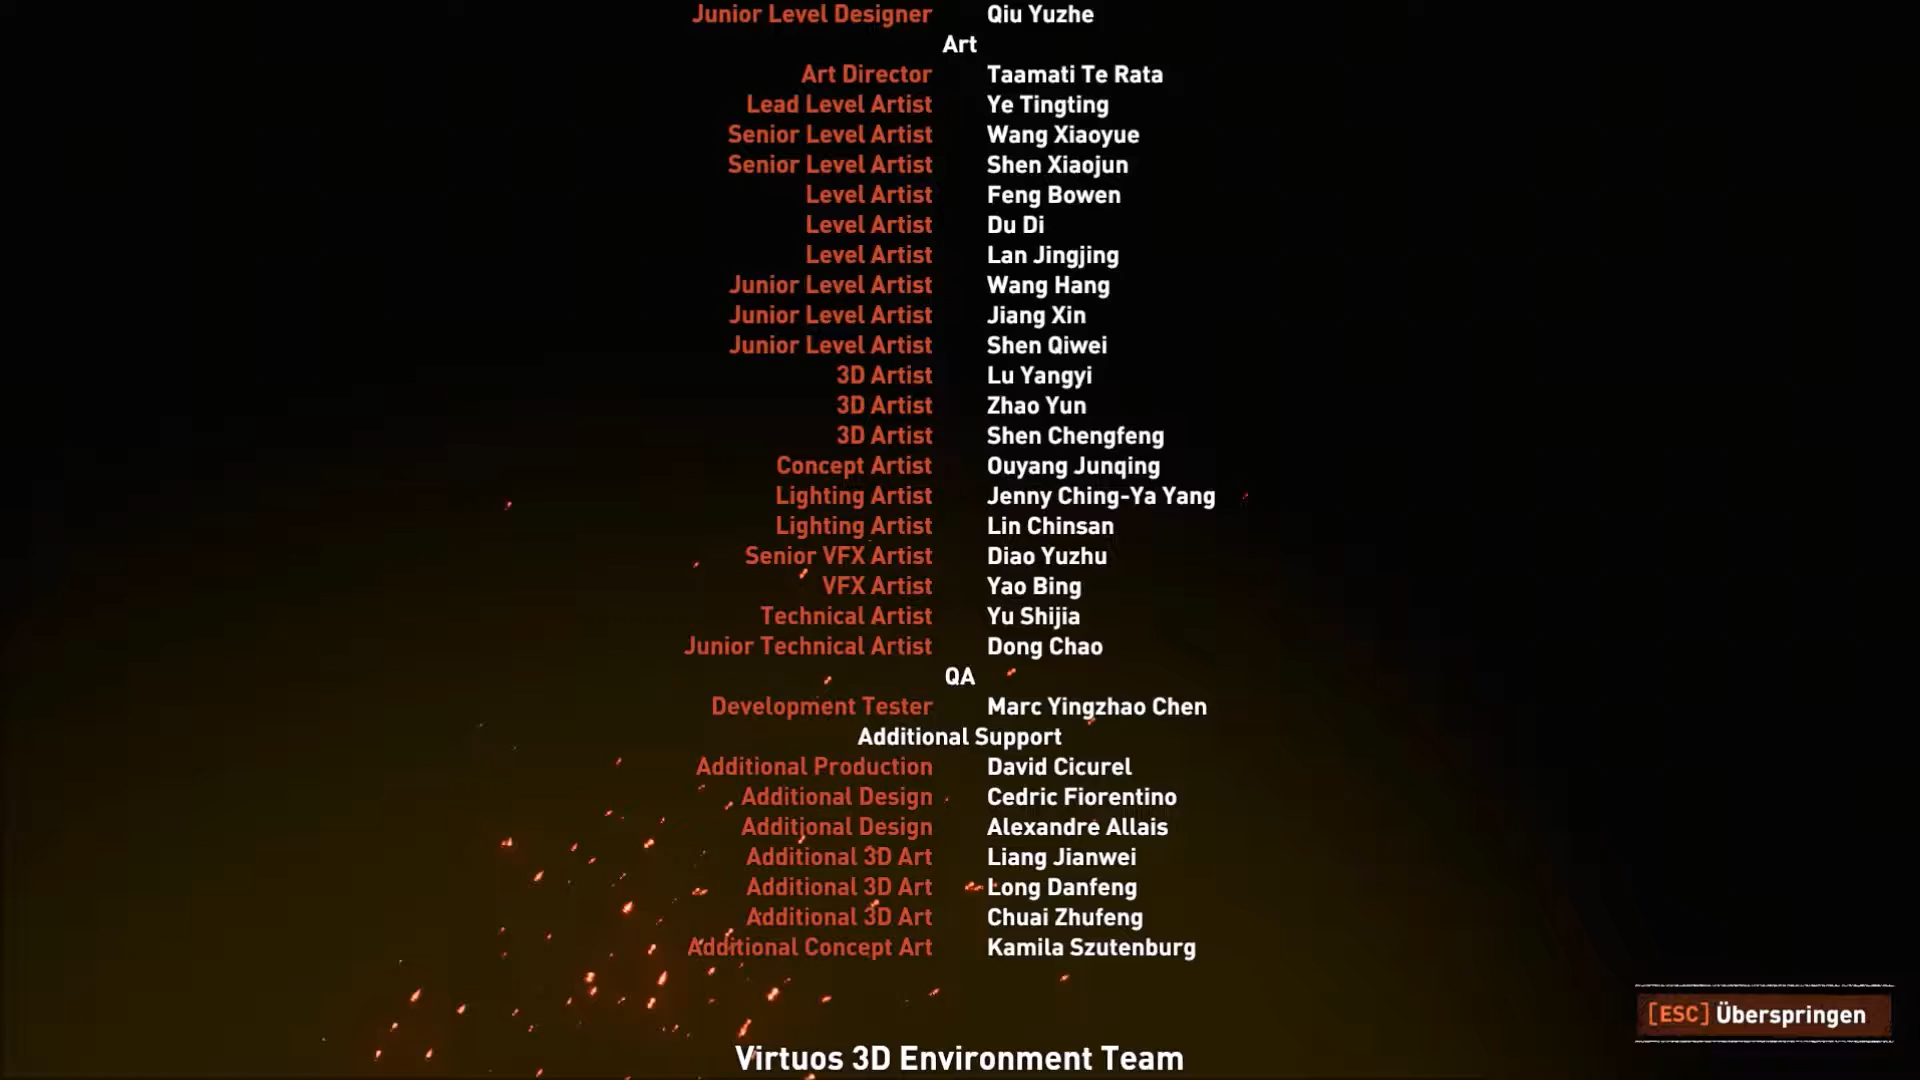 Junior Level Designer Qiu Yuzhe
Art
Art Director Taamati Te Rata
Lead Level Artist Ye Tingting
Senior Level Artist Wang Xiaoyue
Senior Level Artist Shen Xiaojun
Level Artist Feng Bowen
Level Artist Du Di
Level Artist Lan Jingjing
Junior Level Artist Wang Hang
Junior Level Artist Jiang Xin
Junior Level Artist Shen Qiwei
3D Artist Lu Yangyi
3D Artist Zhao Yun
3D Artist Shen Chengfeng
Concept Artist Ouyang Junqing
Lighting Artist Jenny Ching-Ya Yang
Lighting Artist Lin Chinsan
Senior VFX Artist Diao Yuzhu
VFX Artist Yao Bing
Technical Artist Yu Shijia
Junior Technical Artist Dong Chao
QA
Development Tester Marc Yingzhao Chen
Additional Support
Additional Production David Cicurel
Additional Design Cedric Fiorentino
Additional Design Alexandre Allais
Additional 3D Art Liang Jianwei
Additional 3D Art Long Danfeng
Additional 3D Art Chuai Zhufeng
Additional Concept Art Kamila Szutenburg
[ESC] Überspringen
Virtuos 3D Environment Team